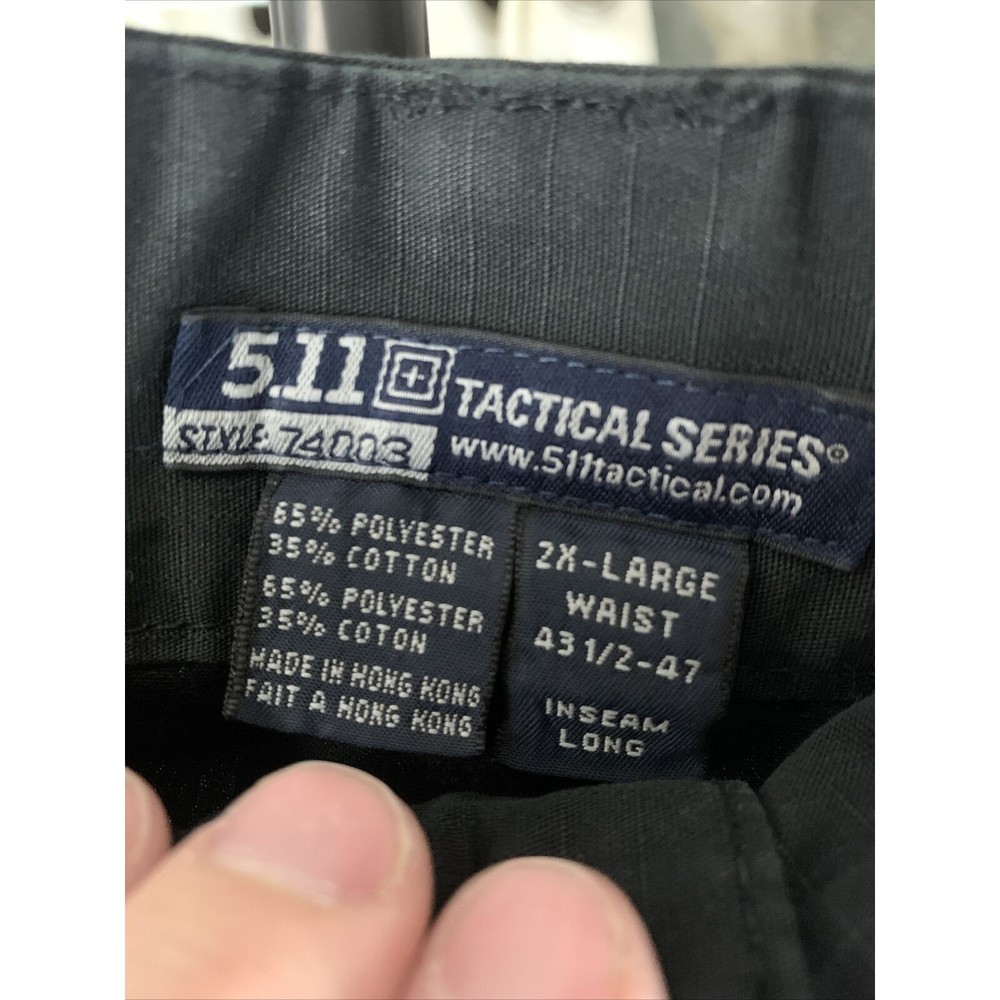 5.11 TACTICAL SERIES®
STYLE: 74003
www.511tactical.com
65% POLYESTER
35% COTTON
65% POLYESTER
35% COTON
MADE IN HONG KONG
FAIT A HONG KONG
2X-LARGE
WAIST
43 1/2-47
INSEAM
LONG